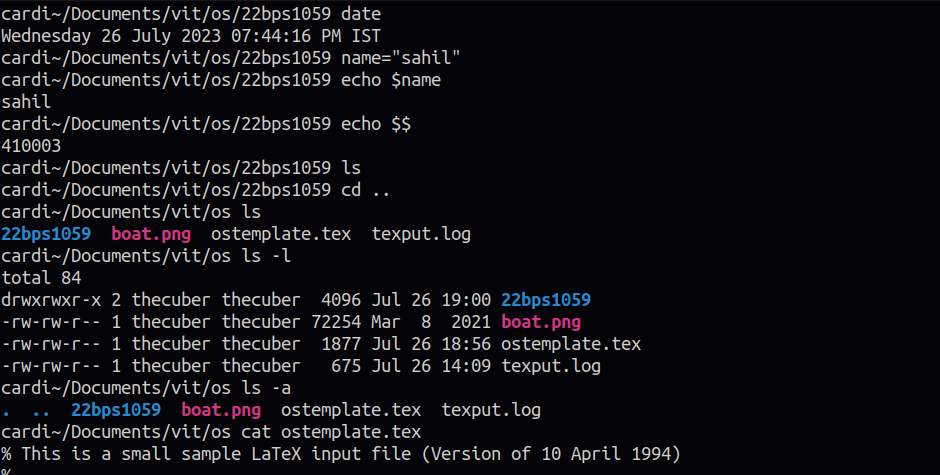 cardi~/Documents/vit/os/22bps1059 date
Wednesday 26 July 2023 07:44:16 PM IST
cardi~/Documents/vit/os/22bps1059 name="sahil"
cardi~/Documents/vit/os/22bps1059 echo $name
sahil
cardi~/Documents/vit/os/22bps1059 echo $$
410003
cardi~/Documents/vit/os/22bps1059 ls
cardi~/Documents/vit/os/22bps1059 cd ..
cardi~/Documents/vit/os ls
22bps1059  boat.png  ostemplate.tex  texput.log
cardi~/Documents/vit/os ls -l
total 84
drwxrwxr-x 2 thecuber thecuber  4096 Jul 26 19:00 22bps1059
-rw-rw-r-- 1 thecuber thecuber 72254 Mar  8  2021 boat.png
-rw-rw-r-- 1 thecuber thecuber  1877 Jul 26 18:56 ostemplate.tex
-rw-rw-r-- 1 thecuber thecuber   675 Jul 26 14:09 texput.log
cardi~/Documents/vit/os ls -a
.  ..  22bps1059  boat.png  ostemplate.tex  texput.log
cardi~/Documents/vit/os cat ostemplate.tex
% This is a small sample LaTeX input file (Version of 10 April 1994)
%